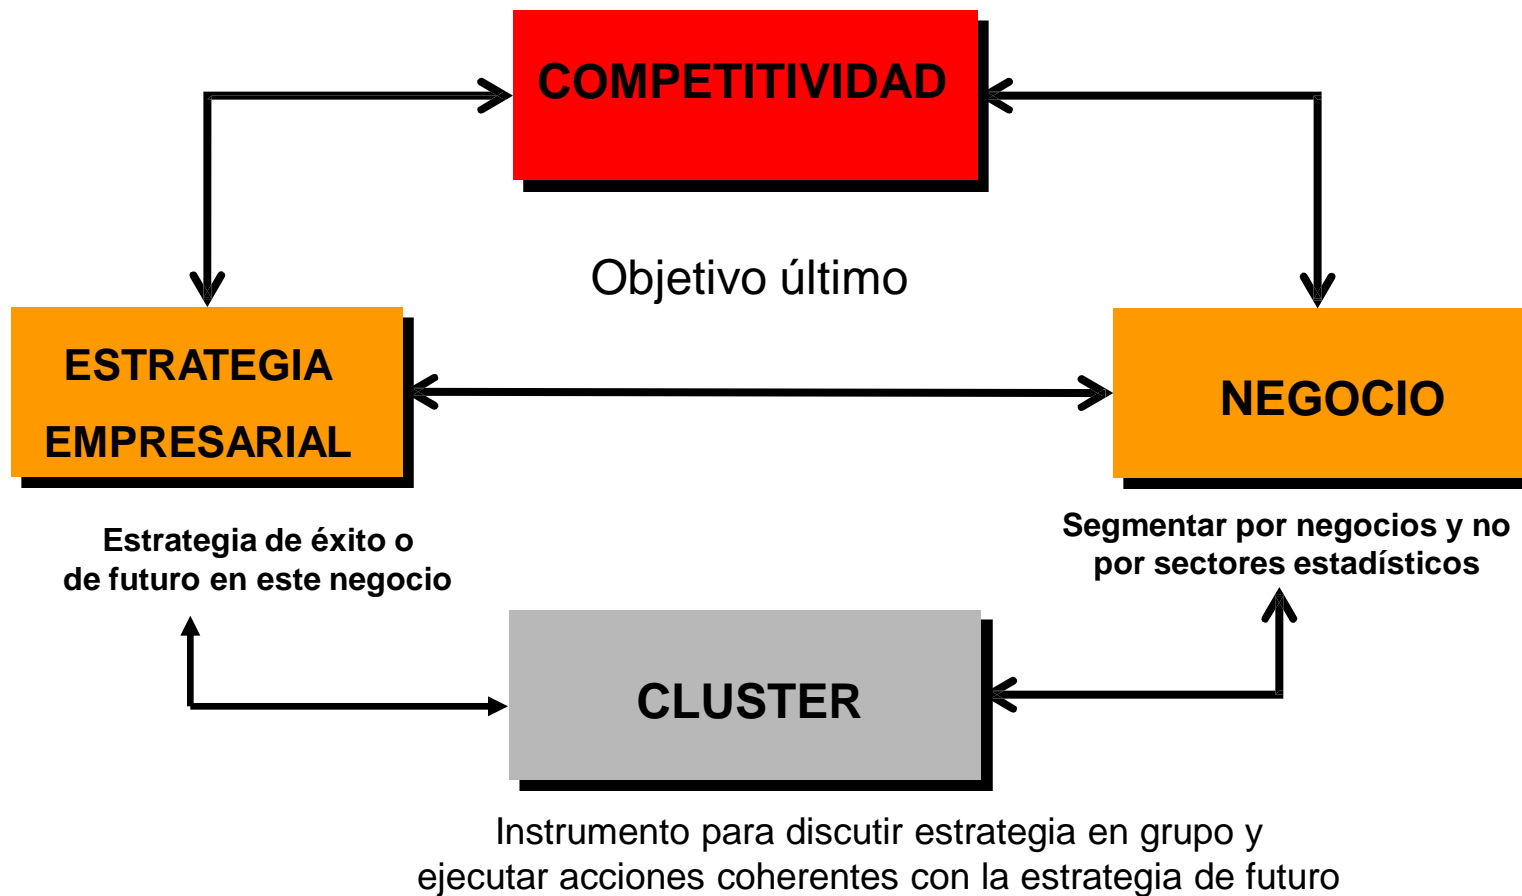 COMPETITIVIDAD
Objetivo último
ESTRATEGIA
EMPRESARIAL
NEGOCIO
Estrategia de éxito o
de futuro en este negocio
Segmentar por negocios y no
por sectores estadísticos
CLUSTER
Instrumento para discutir estrategia en grupo y
ejecutar acciones coherentes con la estrategia de futuro